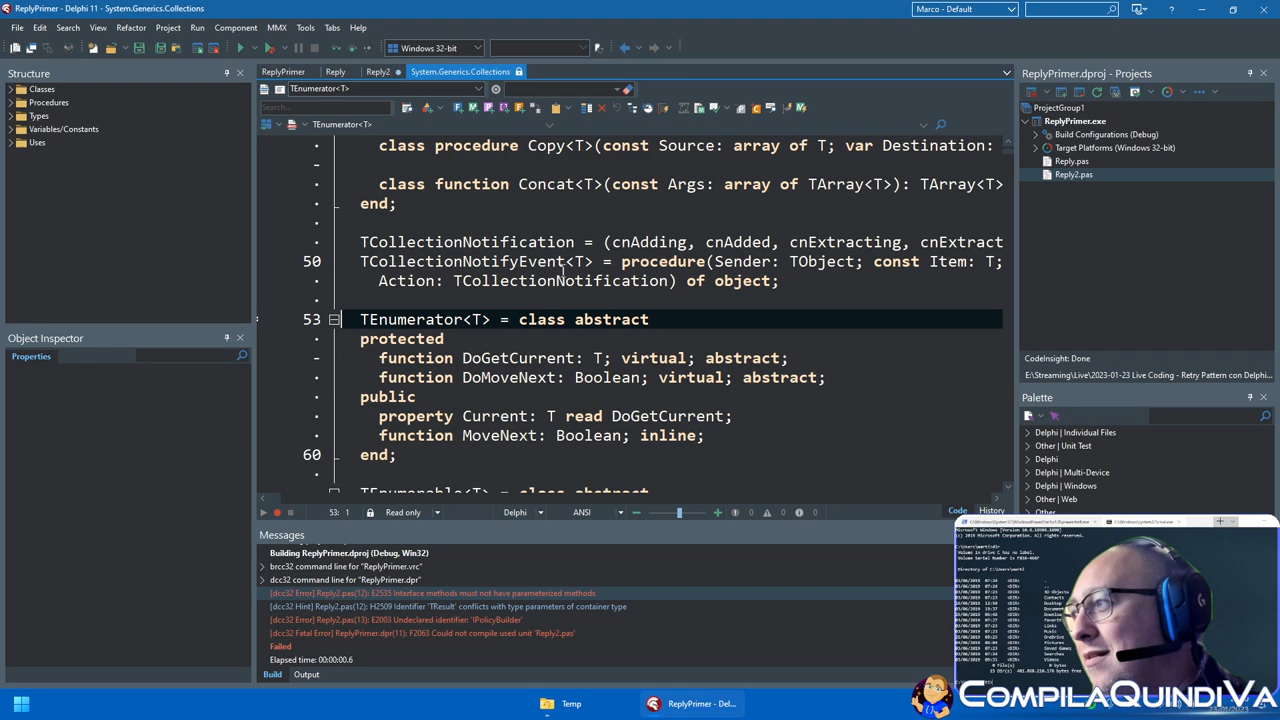 ReplyPrimer - Delphi 11 - System.Generics.Collections
Marco - Default
File Edit Search View Refactor Project Run Component MMX Tools Tabs Help
Windows 32-bit
Structure
Classes
Procedures
Types
Variables/Constants
Uses
Object Inspector
Properties
ReplyPrimer Reply Reply2 System.Generics.Collections
TEnumerator<T>
Search...
TEnumerator<T>
class procedure Copy<T>(const Source: array of T; var Destination:
class function Concat<T>(const Args: array of TArray<T>): TArray<T>
end;
TCollectionNotification = (cnAdding, cnAdded, cnExtracting, cnExtract
50 TCollectionNotifyEvent<T> = procedure(Sender: TObject; const Item: T;
Action: TCollectionNotification) of object;
53 TEnumerator<T> = class abstract
protected
function DoGetCurrent: T; virtual; abstract;
function DoMoveNext: Boolean; virtual; abstract;
public
property Current: T read DoGetCurrent;
function MoveNext: Boolean; inline;
60 end;
TEnumerable<T> = class abstract
53: 1 Read only Delphi ANSI 0 0 0 Code History
Messages
Building ReplyPrimer.dproj (Debug, Win32)
brcc32 command line for "ReplyPrimer.vrc"
dcc32 command line for "ReplyPrimer.dpr"
[dcc32 Error] Reply2.pas(12): E2535 Interface methods must not have parameterized methods
[dcc32 Hint] Reply2.pas(12): H2509 Identifier 'TResult' conflicts with type parameters of container type
[dcc32 Error] Reply2.pas(13): E2003 Undeclared identifier: 'PolicyBuilder'
[dcc32 Fatal Error] ReplyPrimer.dpr(11): F2063 Could not compile used unit 'Reply2.pas'
Failed
Elapsed time: 00:00:00.6
Build Output
ReplyPrimer.dproj - Projects
ProjectGroup1
ReplyPrimer.exe
Build Configurations (Debug)
Target Platforms (Windows 32-bit)
Reply.pas
Reply2.pas
CodeInsight: Done
E:\Streaming\Live\2023-01-23 Live Coding - Retry Pattern con Delphi...
Palette
Delphi | Individual Files
Other | Unit Test
Delphi
Delphi | Multi-Device
Delphi | Windows
Other | Web
Other
Directory of C:\Users\marti
Temp
ReplyPrimer - Del...
CompilaQuindiVa